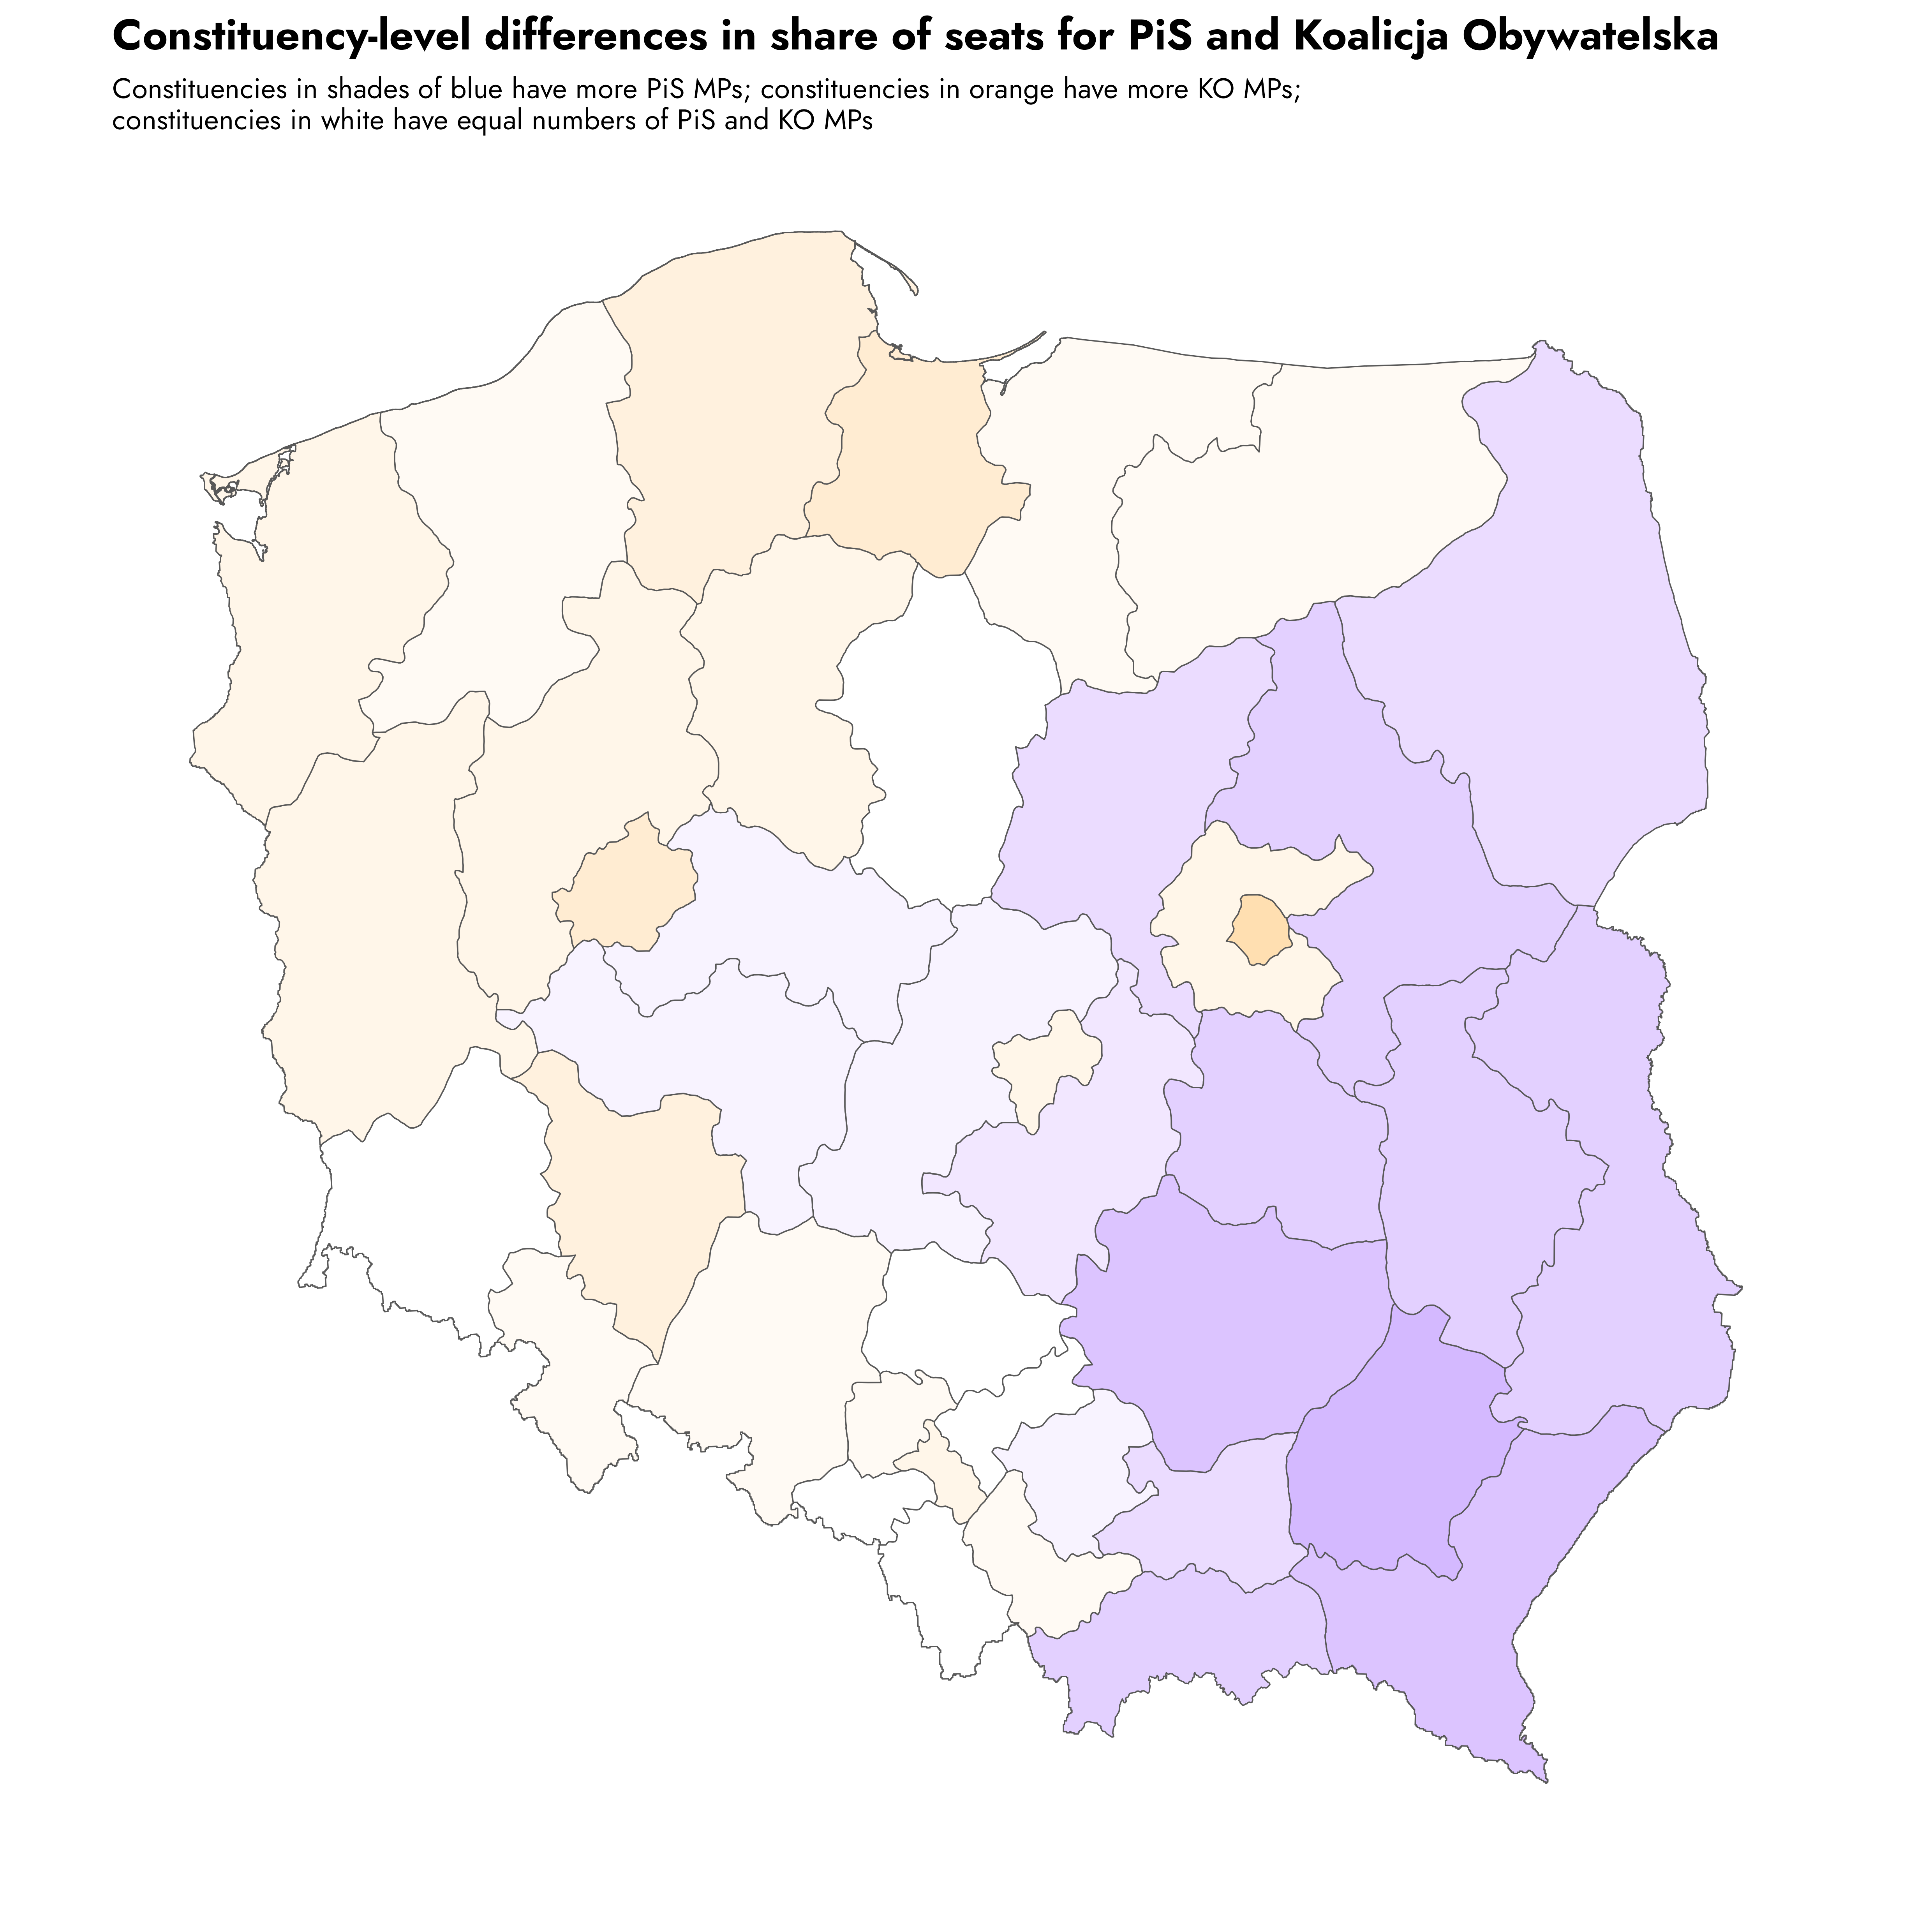 Constituency-level differences in share of seats for PiS and Koalicja Obywatelska
Constituencies in shades of blue have more PiS MPs; constituencies in orange have more KO MPs;
constituencies in white have equal numbers of PiS and KO MPs